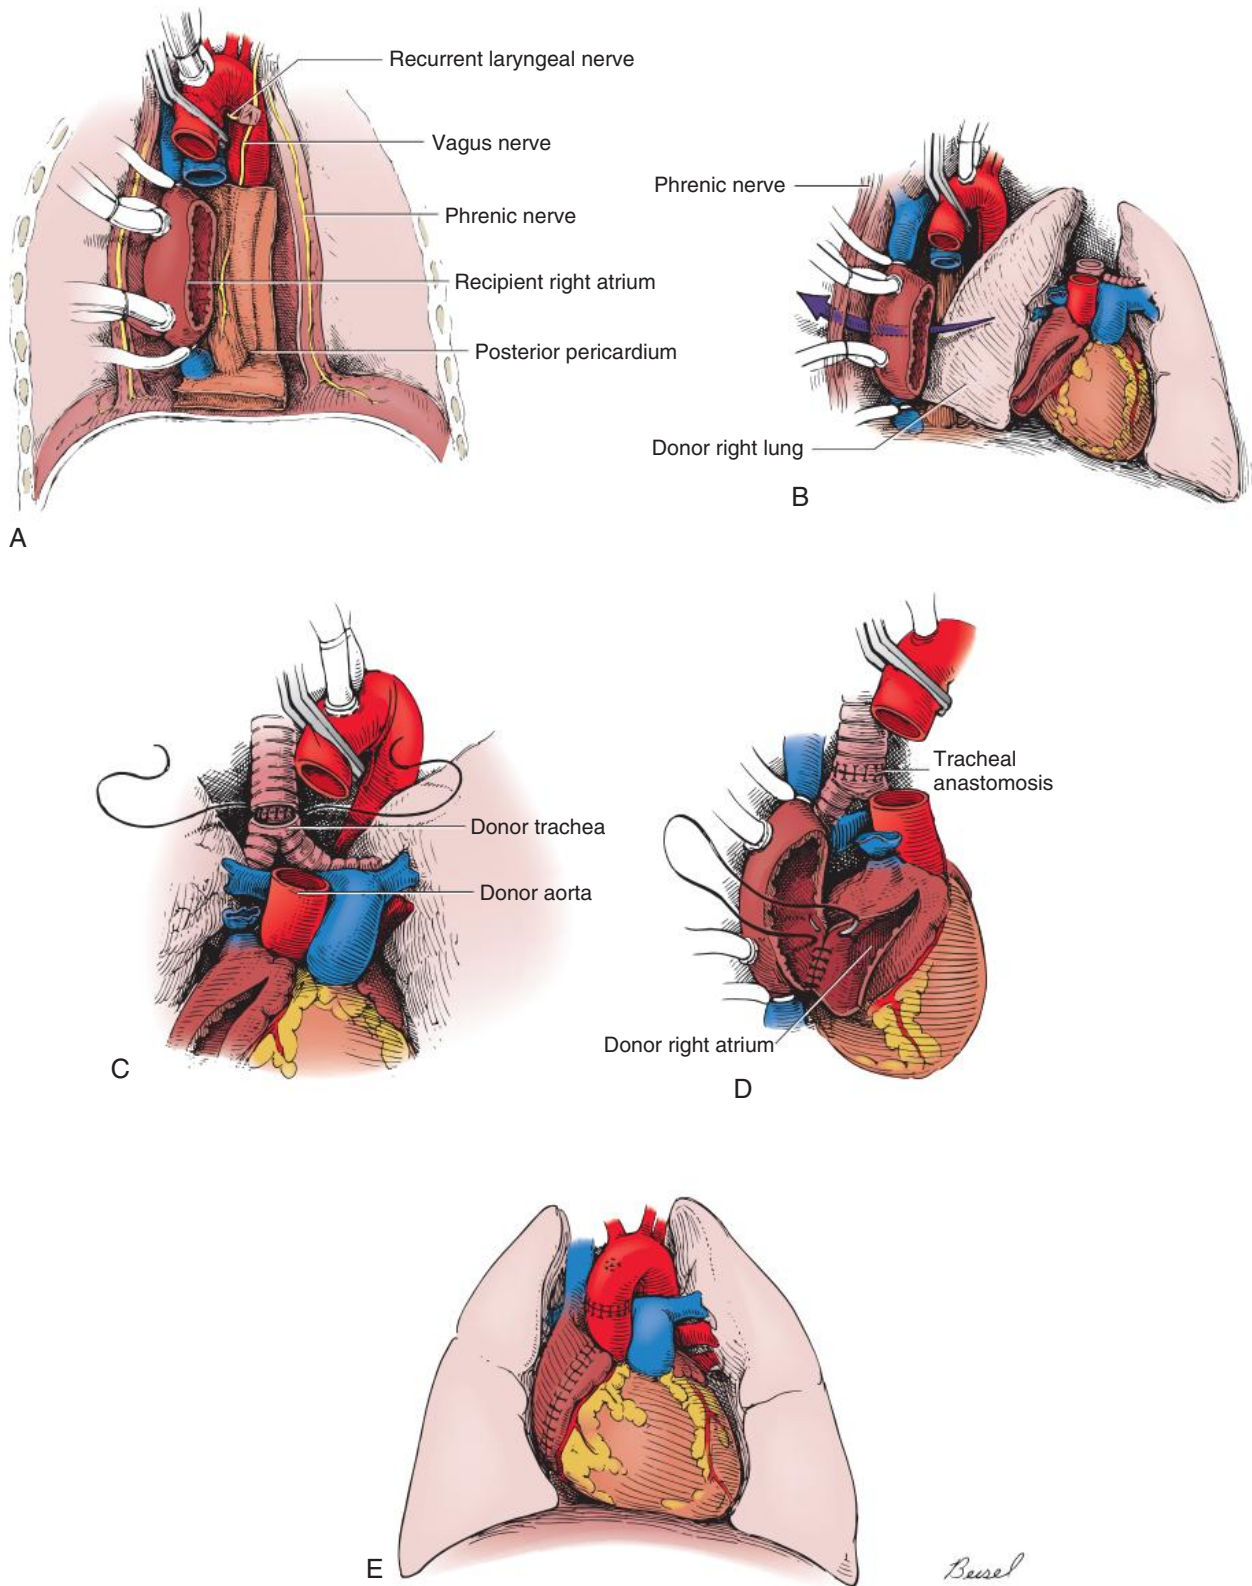 Recurrent laryngeal nerve
Vagus nerve
Phrenic nerve
Recipient right atrium
Posterior pericardium
A
Phrenic nerve
Donor right lung
B
Donor trachea
Donor aorta
C
Tracheal
anastomosis
Donor right atrium
D
E
Beisel